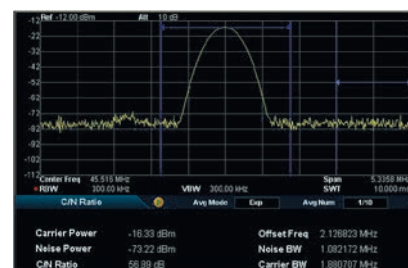 Ref -12.00 dBm Att 10 dB
-12
-22
-32
-42
-52
-62
-72
-82
-92
-102
-112
Center Freq 45.516 MHz Span 5.3358 MHz
RBW 300.00 kHz VBW 300.00 kHz SWT 10.000 ms
C/N Ratio Avg Mode Exp Avg Num 1/10
Carrier Power -16.33 dBm Offset Freq 2.126823 MHz
Noise Power -73.22 dBm Noise BW 1.082172 MHz
C/N Ratio 56.89 dB Carrier BW 1.880707 MHz